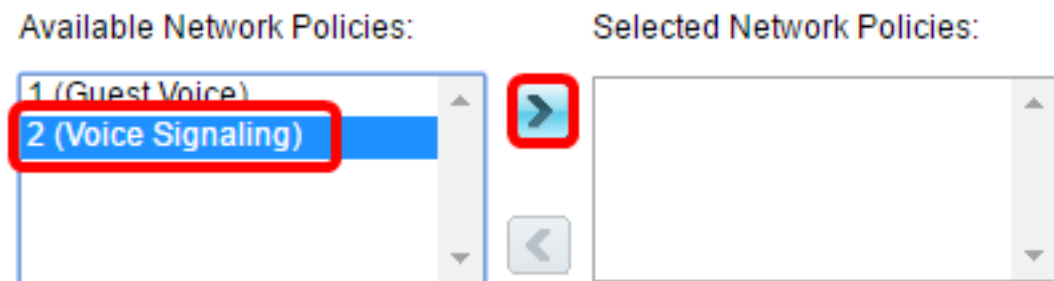 Available Network Policies:
Selected Network Policies:
1 (Guest Voice)
2 (Voice Signaling)